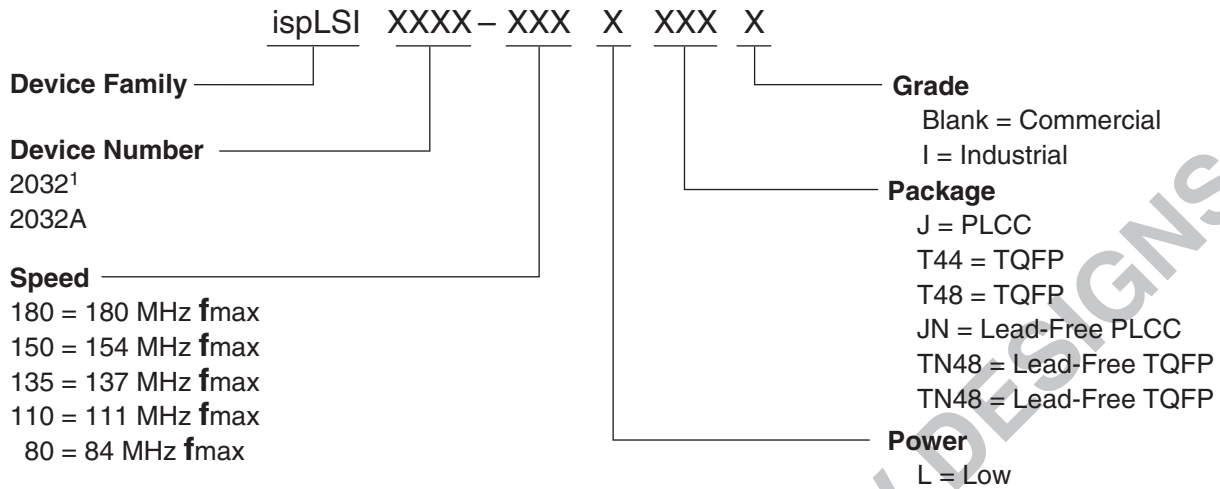 ispLSI XXXX – XXX X XXX X
Device Family
Device Number
2032¹
2032A
Speed
180 = 180 MHz fmax
150 = 154 MHz fmax
135 = 137 MHz fmax
110 = 111 MHz fmax
80 = 84 MHz fmax
Grade
Blank = Commercial
I = Industrial
Package
J = PLCC
T44 = TQFP
T48 = TQFP
JN = Lead-Free PLCC
TN48 = Lead-Free TQFP
TN48 = Lead-Free TQFP
Power
L = Low
DESIGNS